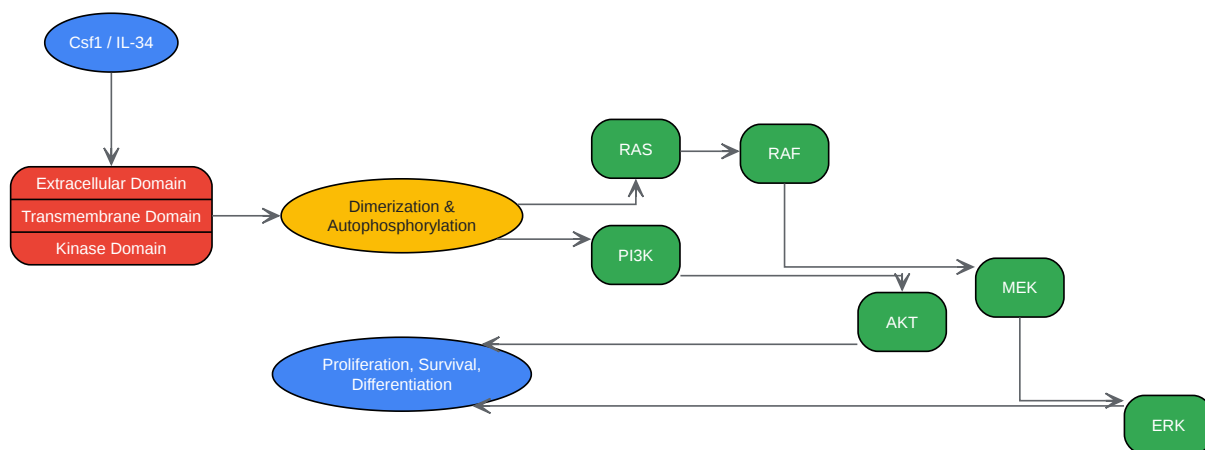 Csf1 / IL-34
Extracellular Domain
Transmembrane Domain
Kinase Domain
Dimerization &
Autophosphorylation
RAS
RAF
PI3K
MEK
AKT
Proliferation, Survival,
Differentiation
ERK